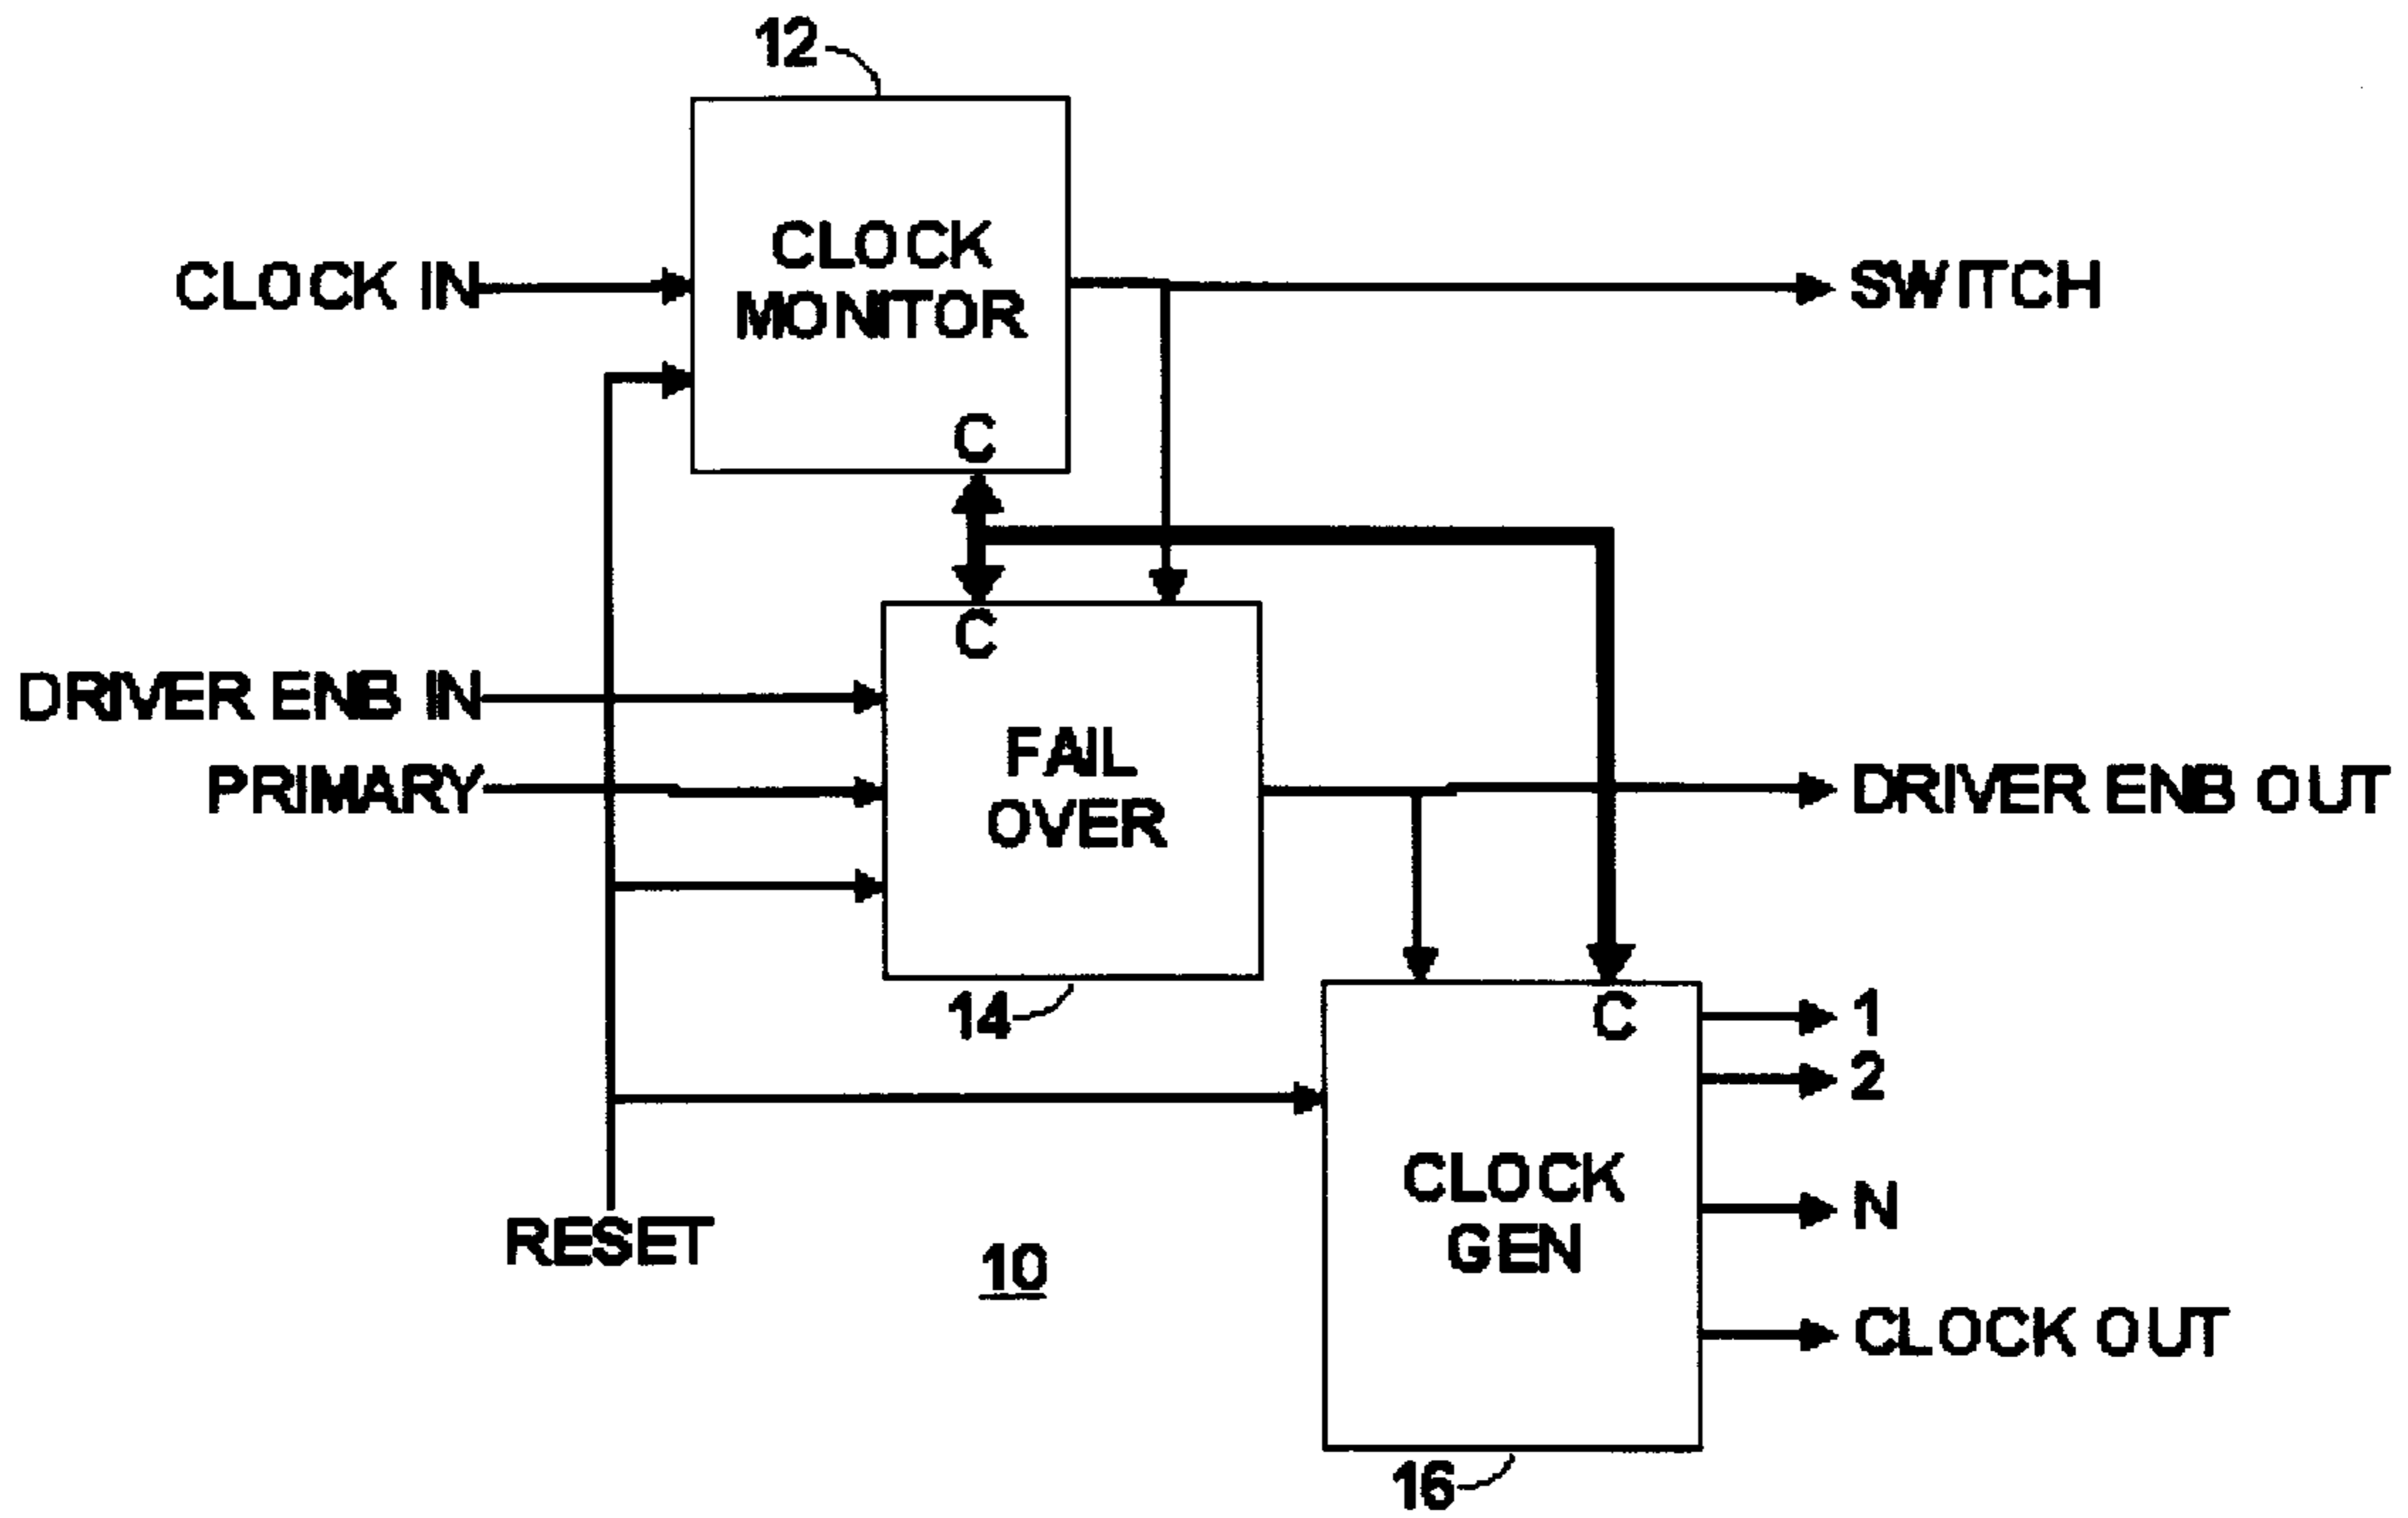 12
CLOCK
MONITOR
CLOCK IN
SWITCH
C
C
DRIVER ENB IN
PRIMARY
FAIL
OVER
DRIVER ENB OUT
14
C
1
2
CLOCK
GEN
N
RESET
10
CLOCK OUT
16